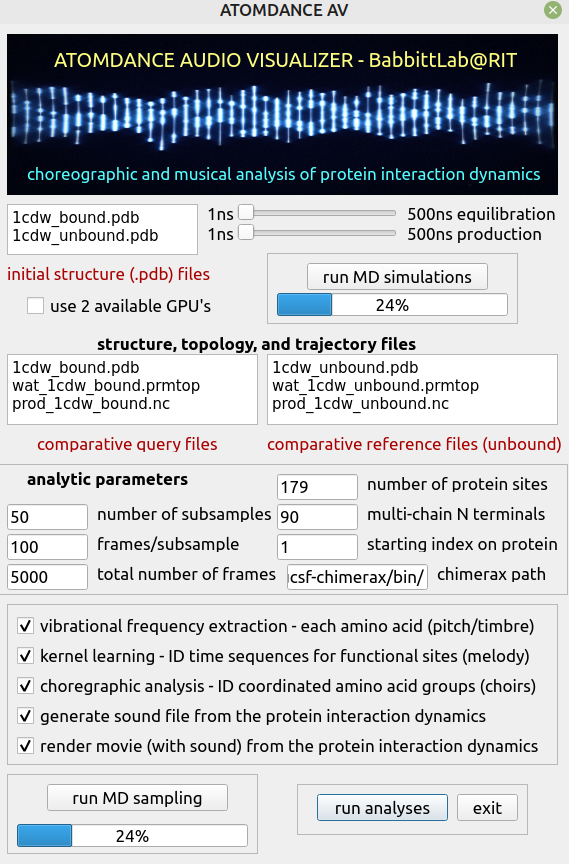 ATOMDANCE AV
ATOMDANCE AUDIO VISUALIZER - BabbittLab@RIT
choreographic and musical analysis of protein interaction dynamics
1cdw_bound.pdb
1cdw_unbound.pdb
1ns 500ns equilibration
1ns 500ns production
initial structure (.pdb) files
use 2 available GPU's
run MD simulations
24%
structure, topology, and trajectory files
1cdw_bound.pdb
wat_1cdw_bound.prmtop
prod_1cdw_bound.nc
1cdw_unbound.pdb
wat_1cdw_unbound.prmtop
prod_1cdw_unbound.nc
comparative query files
comparative reference files (unbound)
analytic parameters
179 number of protein sites
50 number of subsamples
90 multi-chain N terminals
100 frames/subsample
1 starting index on protein
5000 total number of frames
csf-chimerax/bin/ chimerax path
vibrational frequency extraction - each amino acid (pitch/timbre)
kernel learning - ID time sequences for functional sites (melody)
choregraphic analysis - ID coordinated amino acid groups (choirs)
generate sound file from the protein interaction dynamics
render movie (with sound) from the protein interaction dynamics
run MD sampling
24%
run analyses
exit